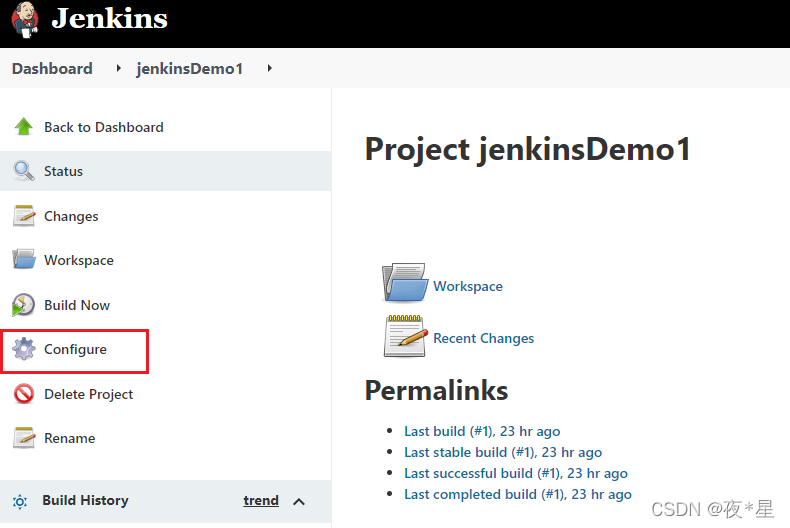 Jenkins
Dashboard
jenkinsDemo1
Back to Dashboard
Status
Changes
Workspace
Build Now
Configure
Delete Project
Rename
Build History
trend
Project jenkinsDemo1
Workspace
Recent Changes
Permalinks
Last build (#1), 23 hr ago
Last stable build (#1), 23 hr ago
Last successful build (#1), 23 hr ago
Last completed build (#1), 23 hr ago
CSDN @夜*星